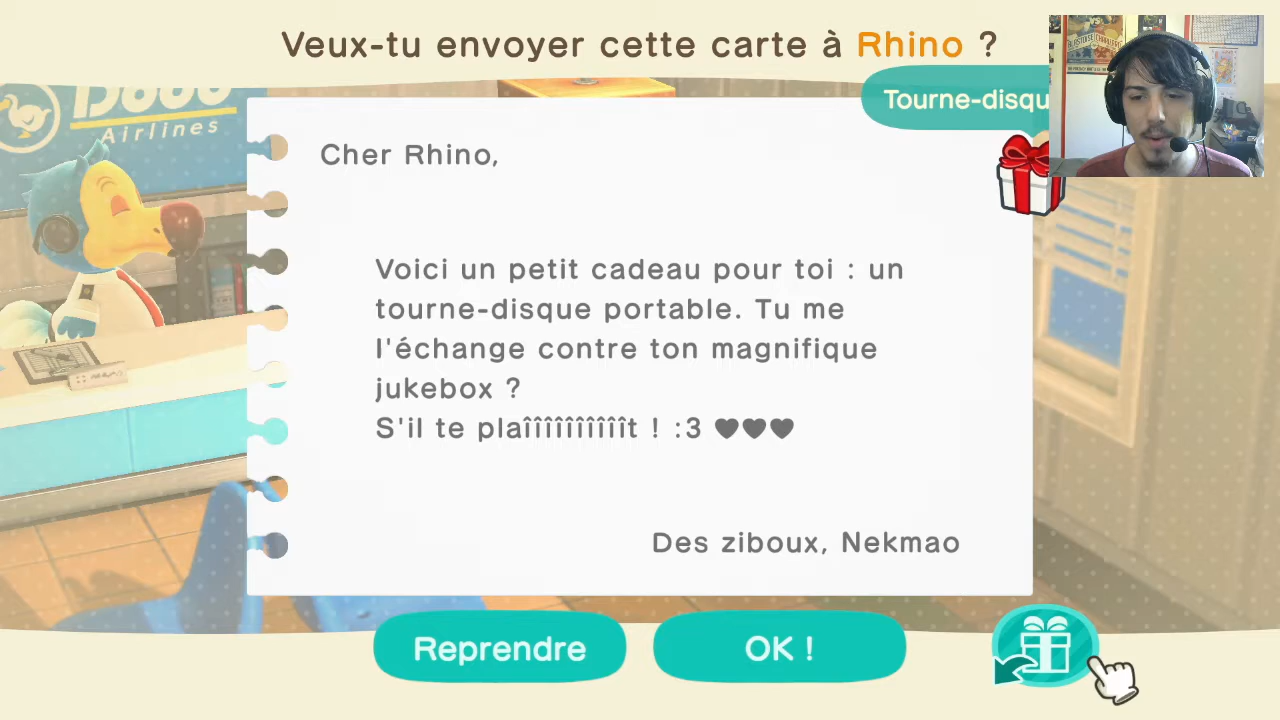 Veux-tu envoyer cette carte à Rhino ?
Tourne-disqu
Airlines
Cher Rhino,
Voici un petit cadeau pour toi : un
tourne-disque portable. Tu me
l'échange contre ton magnifique
jukebox ?
S'il te plaîîîîîîîîîît ! :3 ♥♥♥
Des ziboux, Nekmao
Reprendre
OK !